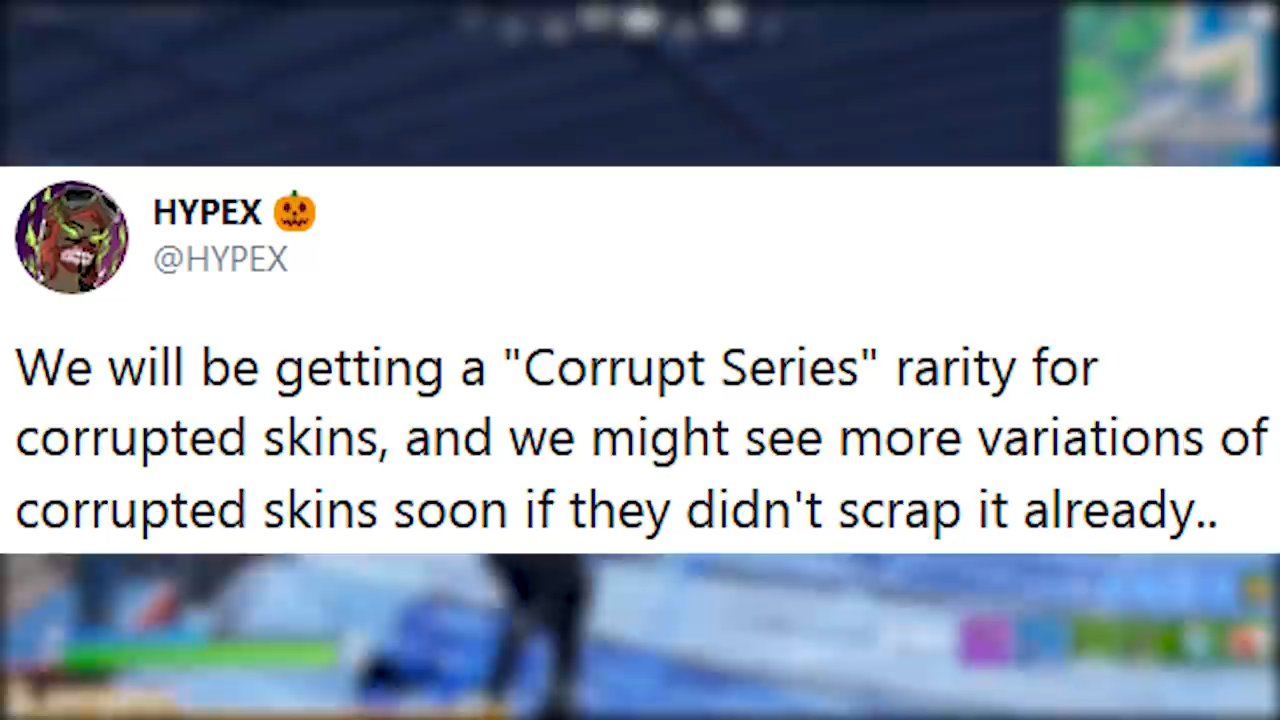 HYPEX 🎃
@HYPEX
We will be getting a "Corrupt Series" rarity for
corrupted skins, and we might see more variations of
corrupted skins soon if they didn't scrap it already..